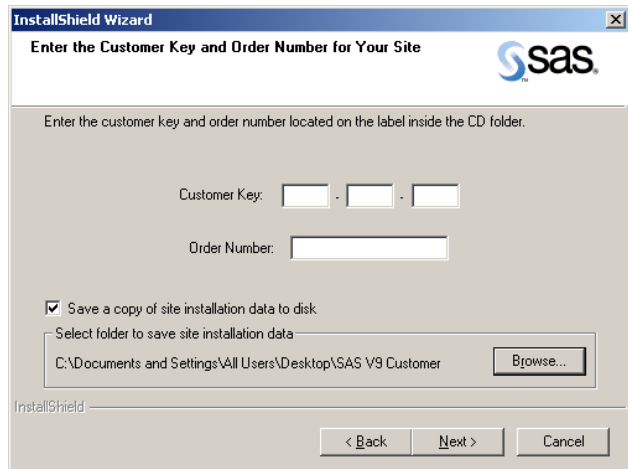 InstallShield Wizard
Enter the Customer Key and Order Number for Your Site
sas.
TM
Enter the customer key and order number located on the label inside the CD folder.
Customer Key: - -
Order Number:
Save a copy of site installation data to disk
Select folder to save site installation data
C:\Documents and Settings\All Users\Desktop\SAS V9 Customer
Browse...
InstallShield
< Back Next > Cancel